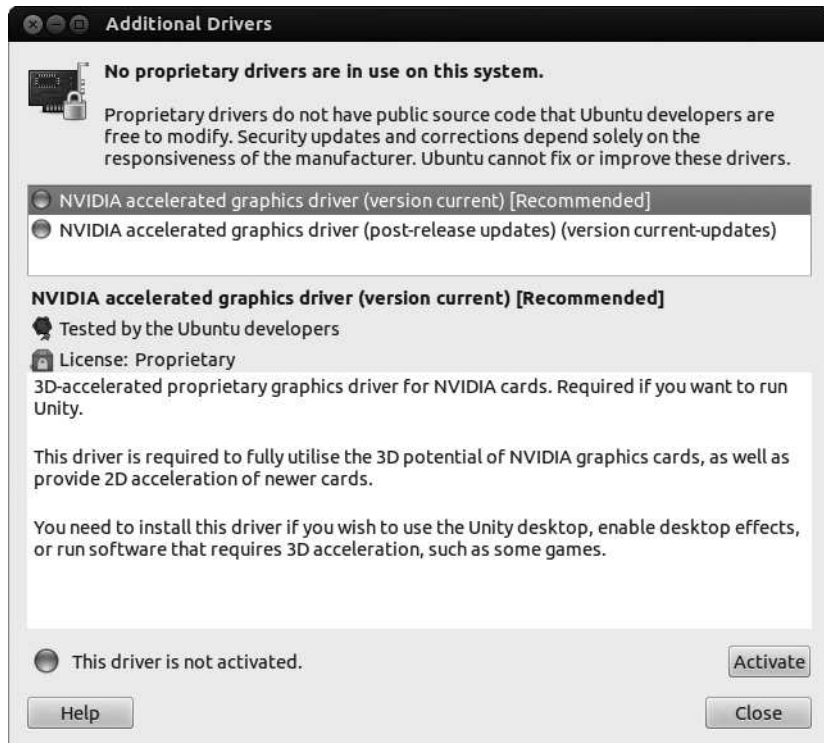 Additional Drivers
No proprietary drivers are in use on this system.
Proprietary drivers do not have public source code that Ubuntu developers are
free to modify. Security updates and corrections depend solely on the
responsiveness of the manufacturer. Ubuntu cannot fix or improve these drivers.
NVIDIA accelerated graphics driver (version current) [Recommended]
NVIDIA accelerated graphics driver (post-release updates) (version current-updates)
NVIDIA accelerated graphics driver (version current) [Recommended]
Tested by the Ubuntu developers
License: Proprietary
3D-accelerated proprietary graphics driver for NVIDIA cards. Required if you want to run
Unity.
This driver is required to fully utilise the 3D potential of NVIDIA graphics cards, as well as
provide 2D acceleration of newer cards.
You need to install this driver if you wish to use the Unity desktop, enable desktop effects,
or run software that requires 3D acceleration, such as some games.
This driver is not activated.
Activate
Help
Close